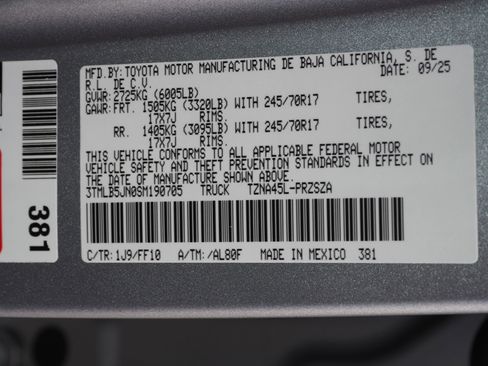 MFD.BY:TOYOTA MOTOR MANUFACTURING DE BAJA CALIFORNIA, S. DE
R.L. DE C.V. 09/25
GVWR:2725KG (6005LB)
GAWR:FRT. 1505KG (3320LB) WITH 245/70R17 TIRES,
17X7J RIMS.
RR. 1405KG (3095LB) WITH 245/70R17 TIRES,
17X7J RIMS.
THIS VEHICLE CONFORMS TO ALL APPLICABLE FEDERAL MOTOR
VEHICLE SAFETY AND THEFT PREVENTION STANDARDS IN EFFECT ON
THE DATE OF MANUFACTURE SHOWN ABOVE.
3TMLB5JN0SM190705 TRUCK TZNA45L-PRZSZA
C/TR:1J9/FF10 A/TM:/AL80F MADE IN MEXICO 381
381